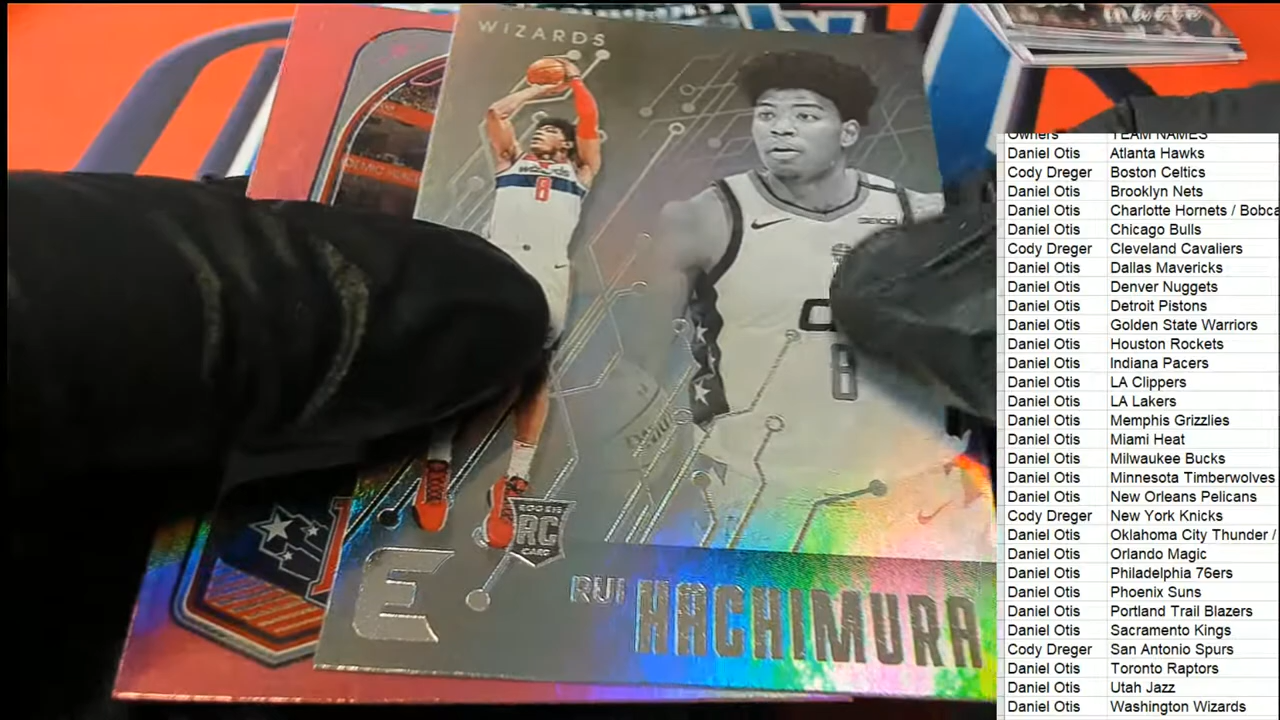 WIZARDS
wizards
8
GEICO
8
ROOKIE
RC
CARD
E
RUI HACHIMURA
Owners TEAM NAMES
Daniel Otis Atlanta Hawks
Cody Dreger Boston Celtics
Daniel Otis Brooklyn Nets
Daniel Otis Charlotte Hornets / Bobca
Daniel Otis Chicago Bulls
Cody Dreger Cleveland Cavaliers
Daniel Otis Dallas Mavericks
Daniel Otis Denver Nuggets
Daniel Otis Detroit Pistons
Daniel Otis Golden State Warriors
Daniel Otis Houston Rockets
Daniel Otis Indiana Pacers
Daniel Otis LA Clippers
Daniel Otis LA Lakers
Daniel Otis Memphis Grizzlies
Daniel Otis Miami Heat
Daniel Otis Milwaukee Bucks
Daniel Otis Minnesota Timberwolves
Daniel Otis New Orleans Pelicans
Cody Dreger New York Knicks
Daniel Otis Oklahoma City Thunder /
Daniel Otis Orlando Magic
Daniel Otis Philadelphia 76ers
Daniel Otis Phoenix Suns
Daniel Otis Portland Trail Blazers
Daniel Otis Sacramento Kings
Cody Dreger San Antonio Spurs
Daniel Otis Toronto Raptors
Daniel Otis Utah Jazz
Daniel Otis Washington Wizards